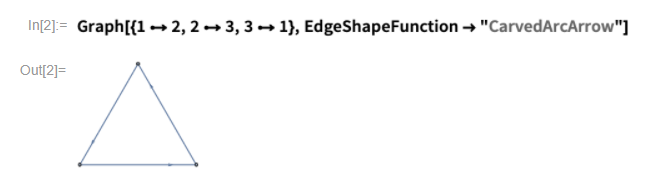 In[2]:= Graph[{1 ↔ 2, 2 ↔ 3, 3 ↔ 1}, EdgeShapeFunction → "CarvedArcArrow"]
Out[2]=